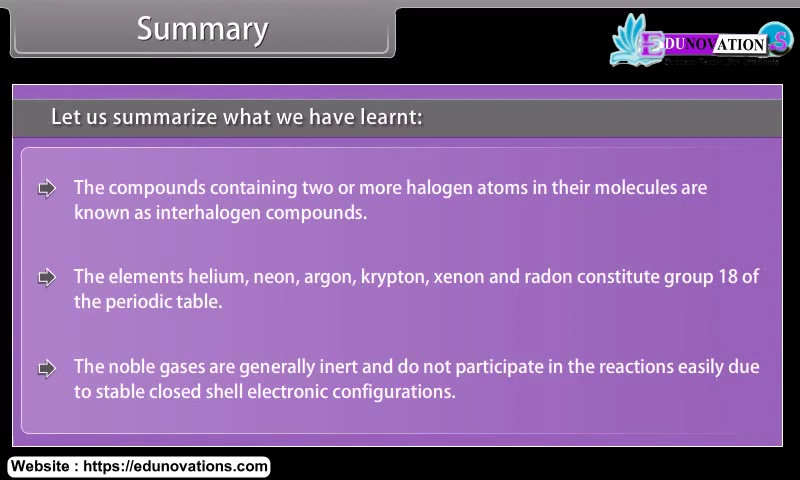 Summary
EDUNOVATION.S
Let us summarize what we have learnt:
The compounds containing two or more halogen atoms in their molecules are
known as interhalogen compounds.
The elements helium, neon, argon, krypton, xenon and radon constitute group 18 of
the periodic table.
The noble gases are generally inert and do not participate in the reactions easily due
to stable closed shell electronic configurations.
Website : https://edunovations.com